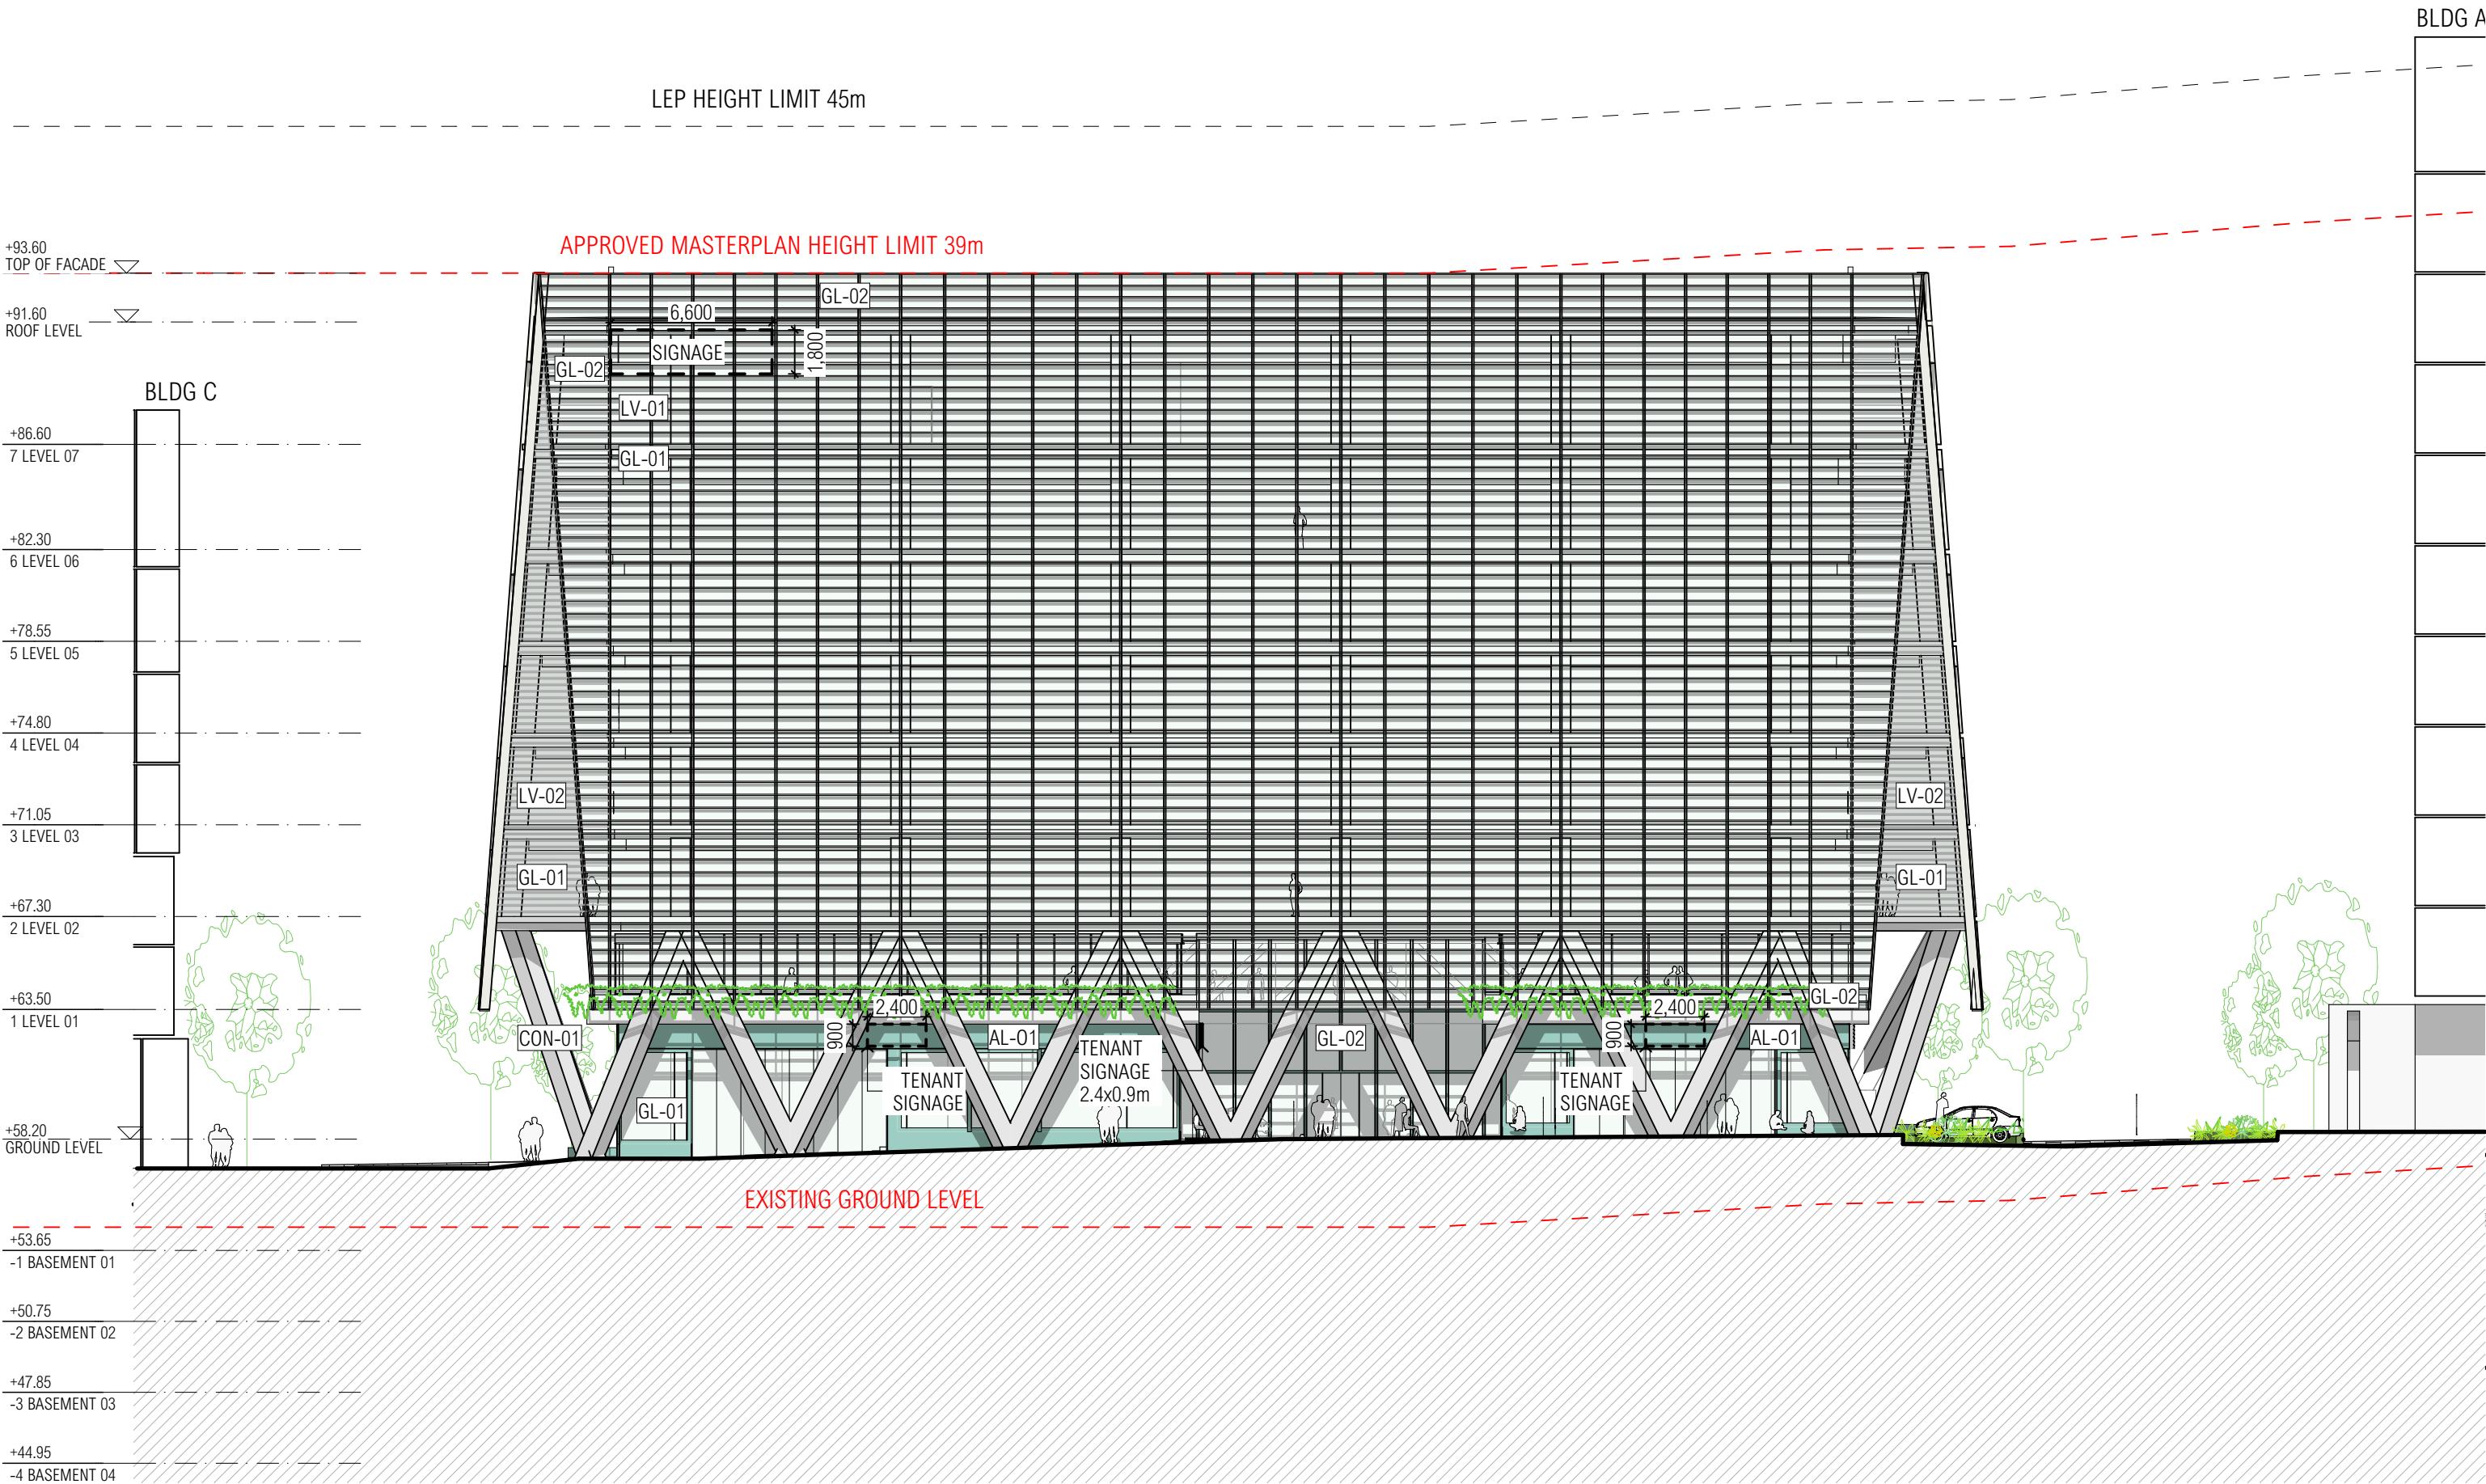 BLDG A
LEP HEIGHT LIMIT 45m
APPROVED MASTERPLAN HEIGHT LIMIT 39m
+93.60
TOP OF FACADE
GL-02
6,600
+91.60
ROOF LEVEL
SIGNAGE
1,800
GL-02
BLDG C
LV-01
+86.60
7 LEVEL 07
GL-01
+82.30
6 LEVEL 06
+78.55
5 LEVEL 05
+74.80
4 LEVEL 04
LV-02
LV-02
+71.05
3 LEVEL 03
GL-01
GL-01
+67.30
2 LEVEL 02
+63.50
1 LEVEL 01
GL-02
2,400
2,400
900
900
CON-01
AL-01
GL-02
AL-01
TENANT
SIGNAGE
2.4x0.9m
TENANT
SIGNAGE
TENANT
SIGNAGE
GL-01
+58.20
GROUND LEVEL
EXISTING GROUND LEVEL
+53.65
-1 BASEMENT 01
+50.75
-2 BASEMENT 02
+47.85
-3 BASEMENT 03
+44.95
-4 BASEMENT 04